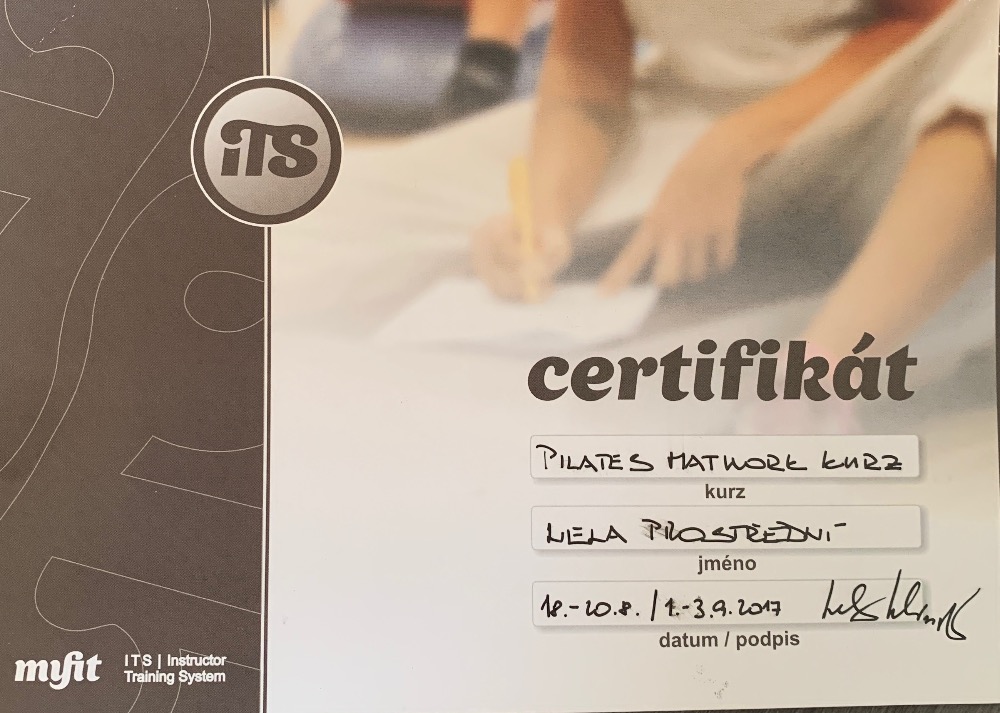 iTS
certifikát
PILATES MATWORK KURZ
kurz
NELA PROSTŘEDNÍ
jméno
18.-20.8. / 1.-3.9.2017
datum / podpis
myfit
ITS | Instructor
Training System